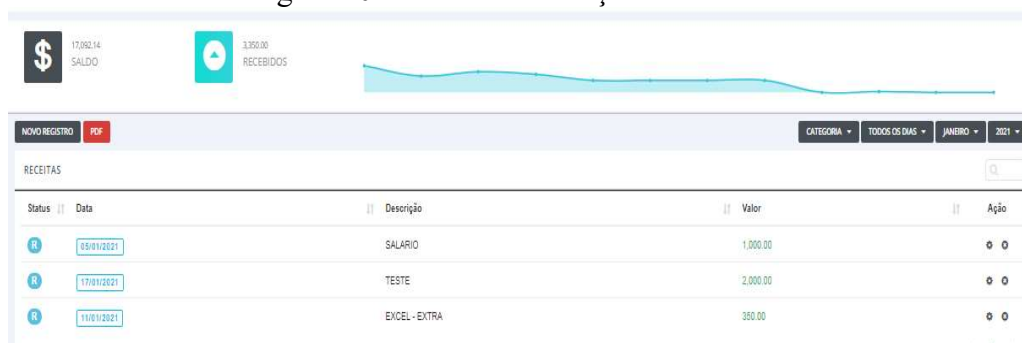 17,092.14
SALDO
3,350.00
RECEBIDOS
NOVO REGISTRO PDF CATEGORIA TODOS OS DIAS JANEIRO 2021
RECEITAS
Status Data Descrição Valor Ação
R 05/01/2021 SALARIO 1,000.00
R 17/01/2021 TESTE 2,000.00
R 11/01/2021 EXCEL - EXTRA 350.00